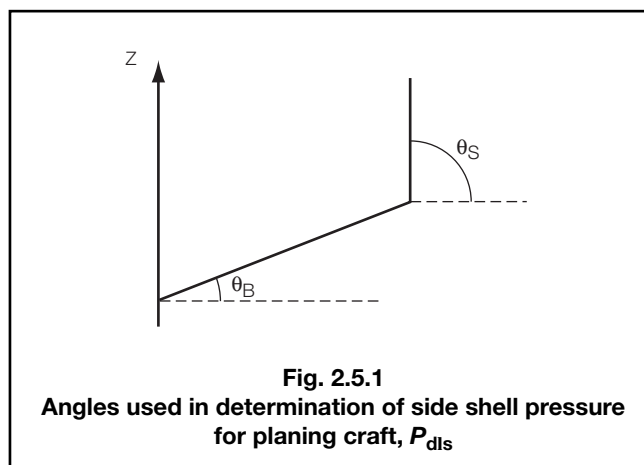 Z
θS
θB
Fig. 2.5.1
Angles used in determination of side shell pressure
for planing craft, Pdls